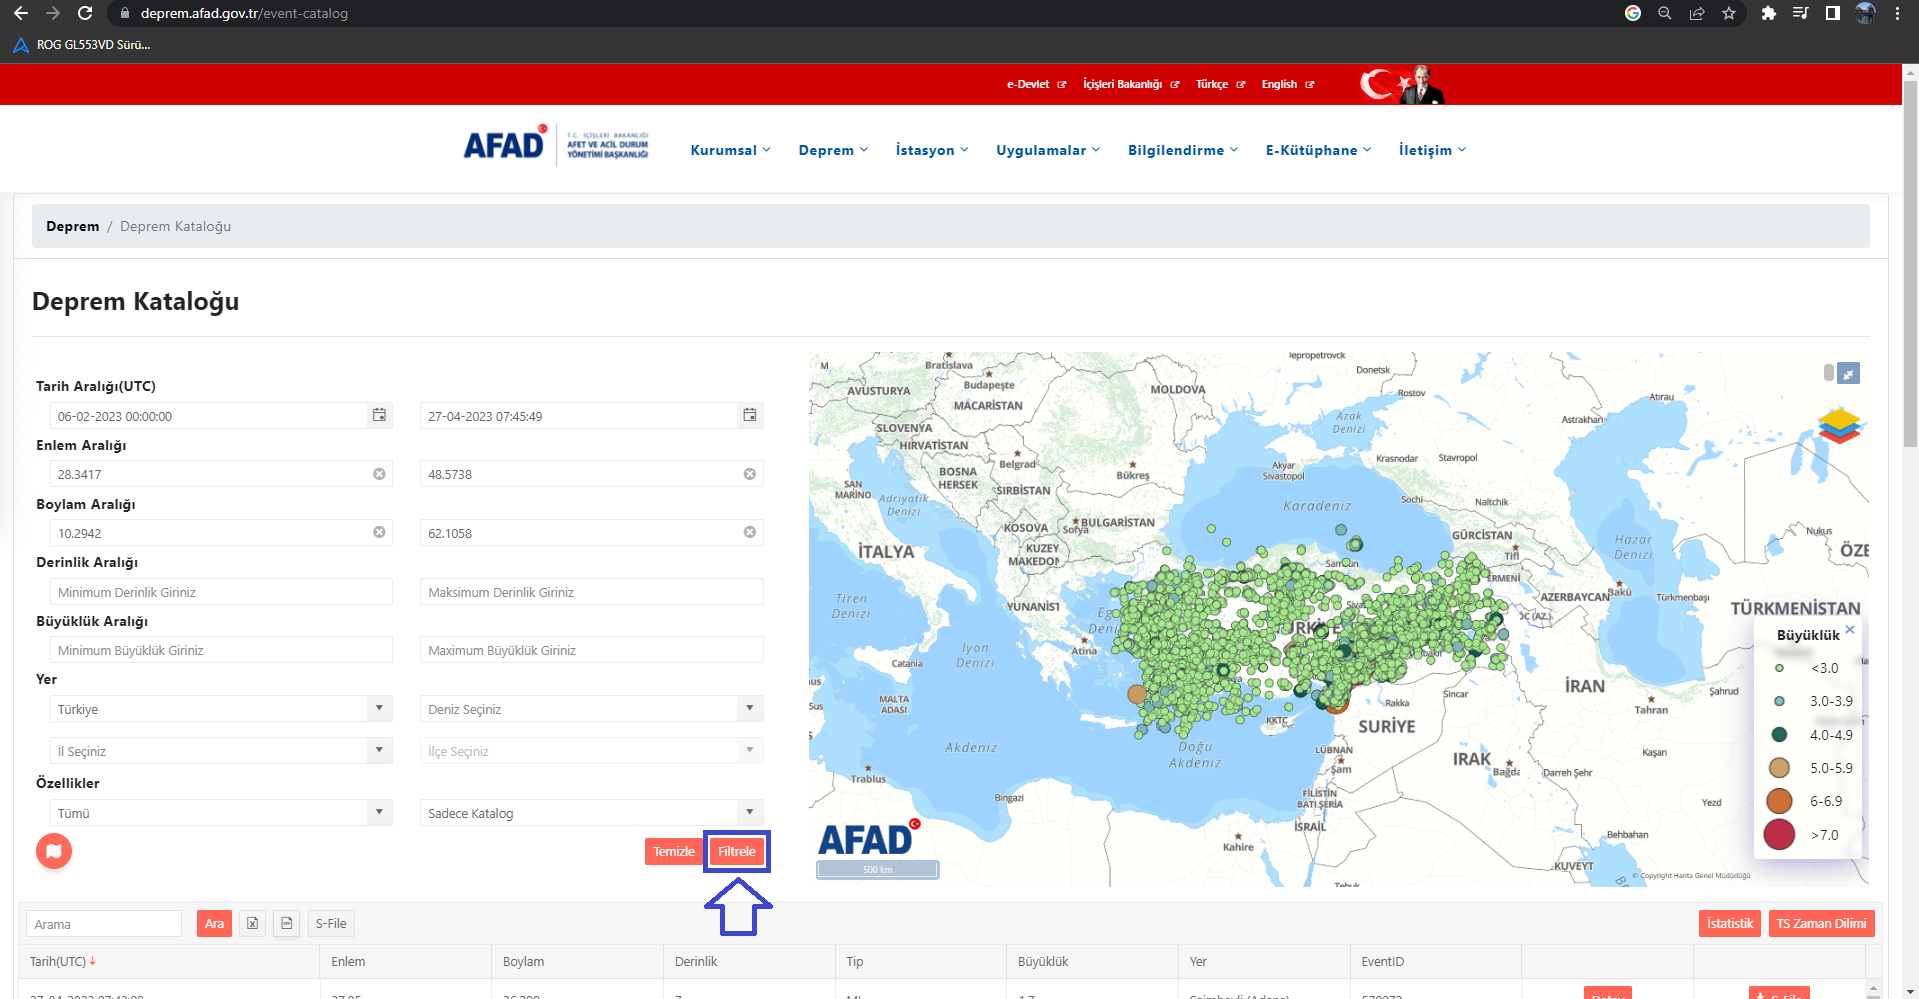 deprem.afad.gov.tr/event-catalog
ROG GL553VD Sürü...
e-Devlet İçişleri Bakanlığı Türkçe English
AFAD
T.C. İÇİŞLERİ BAKANLIĞI
AFET VE ACİL DURUM
YÖNETİMİ BAŞKANLIĞI
Kurumsal Deprem İstasyon Uygulamalar Bilgilendirme E-Kütüphane İletişim
Deprem / Deprem Kataloğu
Deprem Kataloğu
Tarih Aralığı(UTC)
06-02-2023 00:00:00
27-04-2023 07:45:49
Enlem Aralığı
28.3417
48.5738
Boylam Aralığı
10.2942
62.1058
Derinlik Aralığı
Minimum Derinlik Giriniz
Maksimum Derinlik Giriniz
Büyüklük Aralığı
Minimum Büyüklük Giriniz
Maximum Büyüklük Giriniz
Yer
Türkiye
Deniz Seçiniz
İl Seçiniz
İlçe Seçiniz
Özellikler
Tümü
Sadece Katalog
Temizle
Filtrele
M
Bratislava
Budapeşte
AVUSTURYA
MACARİSTAN
MOLDOVA
Donetsk
Rostov
Atırau
Astrakhan
Azak
Denizi
SLOVENYA
HIRVATİSTAN
Belgrad
BOSNA
HERSEK
SIRBİSTAN
Bükreş
Akyar
Sivastopol
Krasnodar
Stavropol
SAN
MARİNO
Adriyatik
Denizi
Karadeniz
Sochi
Naltchik
KOSOVA
Sofya
BULGARİSTAN
GÜRCİSTAN
Tifl
Nukus
ÖZE
Hazar
Denizi
İTALYA
KUZEY
MAKEDON
Samsun
ERMENİ
AZERBAYCAN
Bakü
Türkmenbaşı
TÜRKMENİSTAN
Tiren
Denizi
YUNANİST
Atina
İyon
Denizi
Catania
MALTA
ADASI
Rakka
Sincar
İRAN
Tahran
Şahrud
KKTC
SURİYE
Akdeniz
Doğu
Akdeniz
LÜBNAN
Şam
IRAK
Bağda
Darreh Şehr
Kaşan
Trablus
Bingazi
FİLİSTİN
BATI ŞERİA
İSRAİL
Kahire
Yezd
Behbahan
KUVEYT
Büyüklük
<3.0
3.0-3.9
4.0-4.9
5.0-5.9
6-6.9
>7.0
AFAD
500 km
© Copyright Harita Genel Müdürlüğü
Arama
Ara
S-File
İstatistik
TS Zaman Dilimi
Tarih(UTC) Enlem Boylam Derinlik Tip Büyüklük Yer EventID